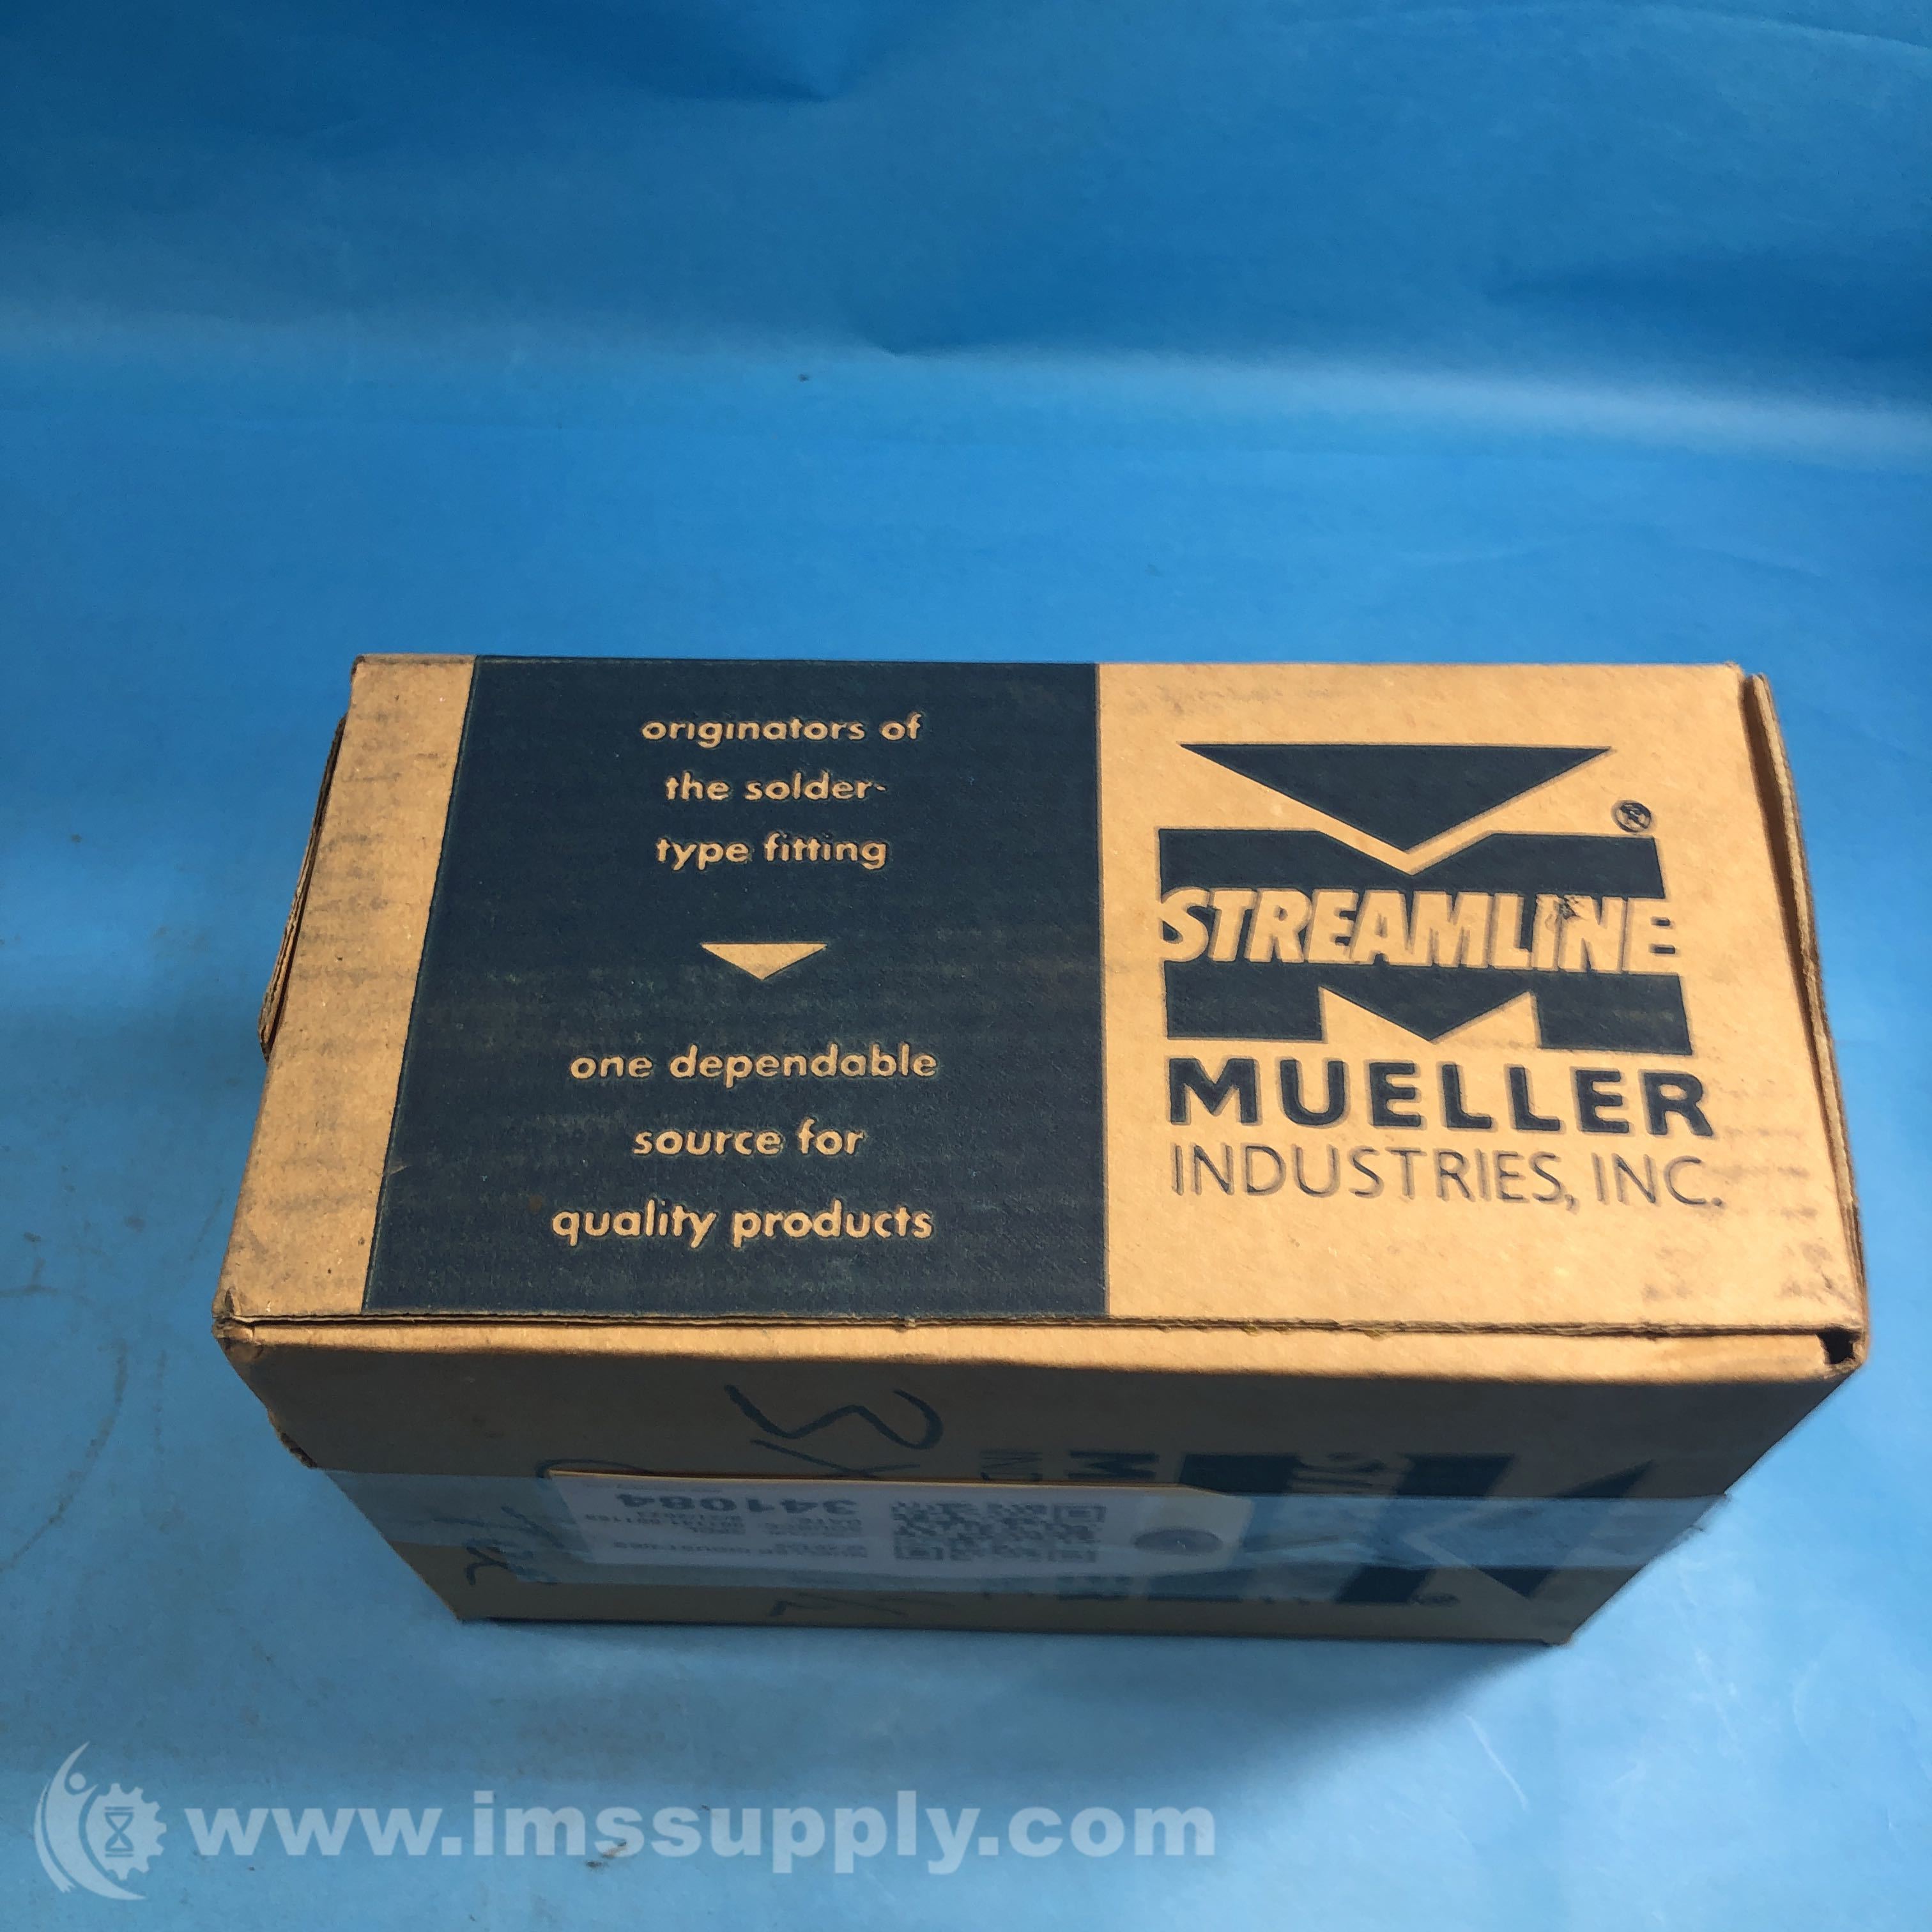 originators of
the solder-
type fitting
one dependable
source for
quality products
®
STREAMLINE
MUELLER
INDUSTRIES, INC.
341084
www.imssupply.com